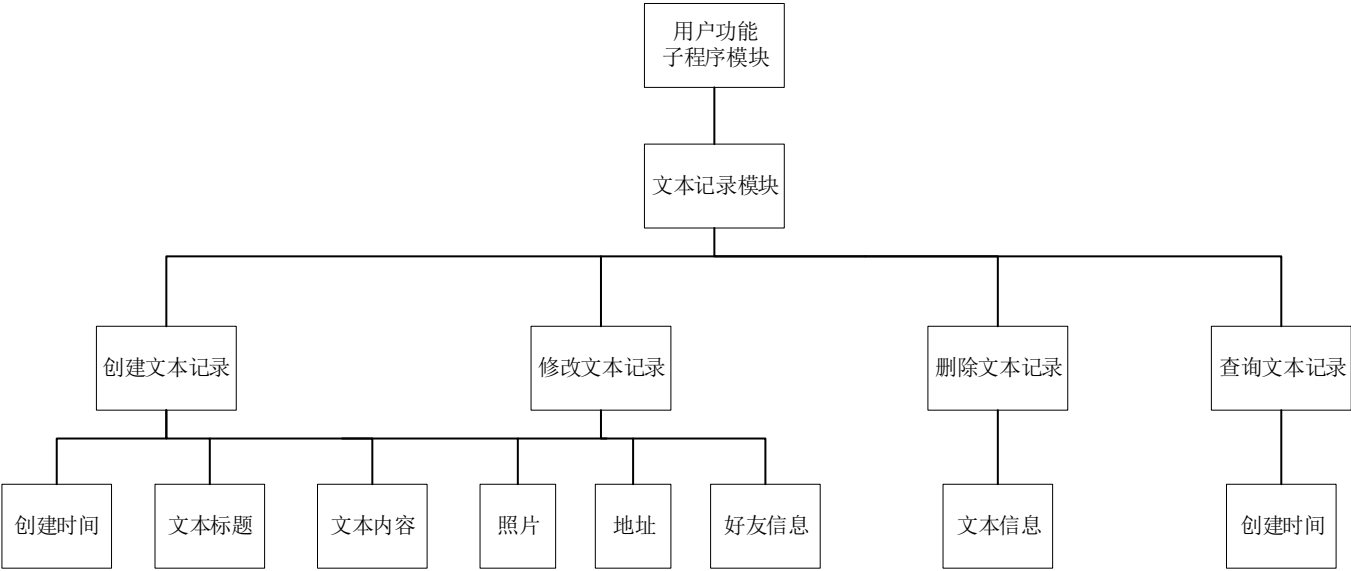 用户功能
子程序模块
文本记录模块
创建文本记录
修改文本记录
删除文本记录
查询文本记录
创建时间
文本标题
文本内容
照片
地址
好友信息
文本信息
创建时间